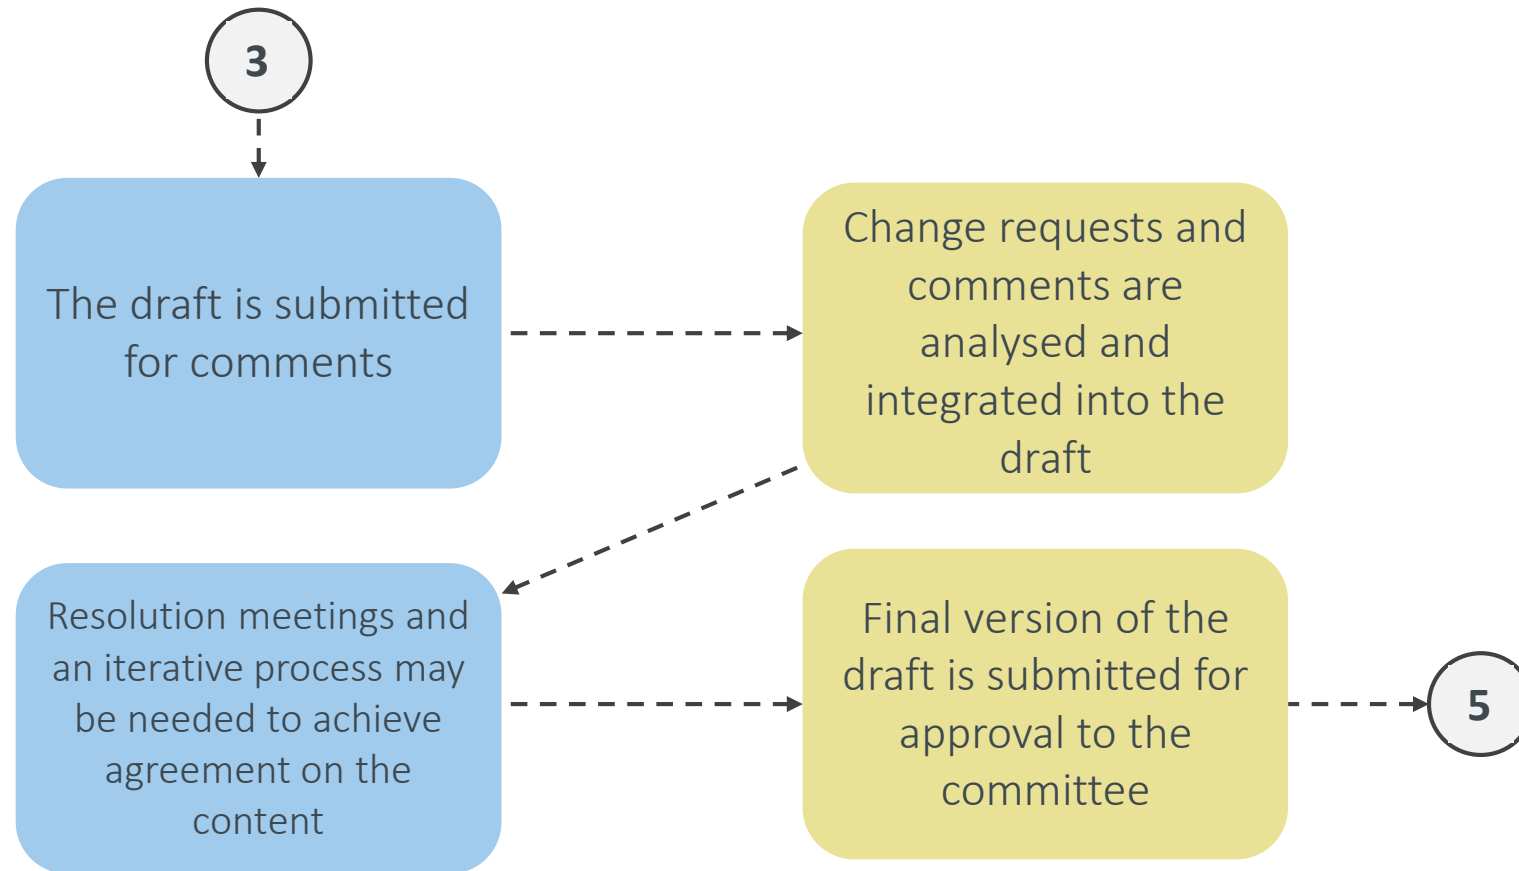 3
The draft is submitted
for comments
Change requests and
comments are
analysed and
integrated into the
draft
Resolution meetings and
an iterative process may
be needed to achieve
agreement on the
content
Final version of the
draft is submitted for
approval to the
committee
5